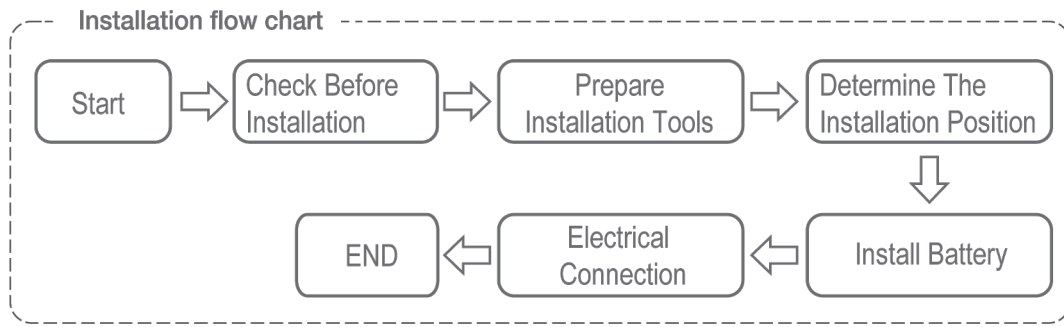 Installation flow chart
Start
Check Before
Installation
Prepare
Installation Tools
Determine The
Installation Position
Install Battery
Electrical
Connection
END